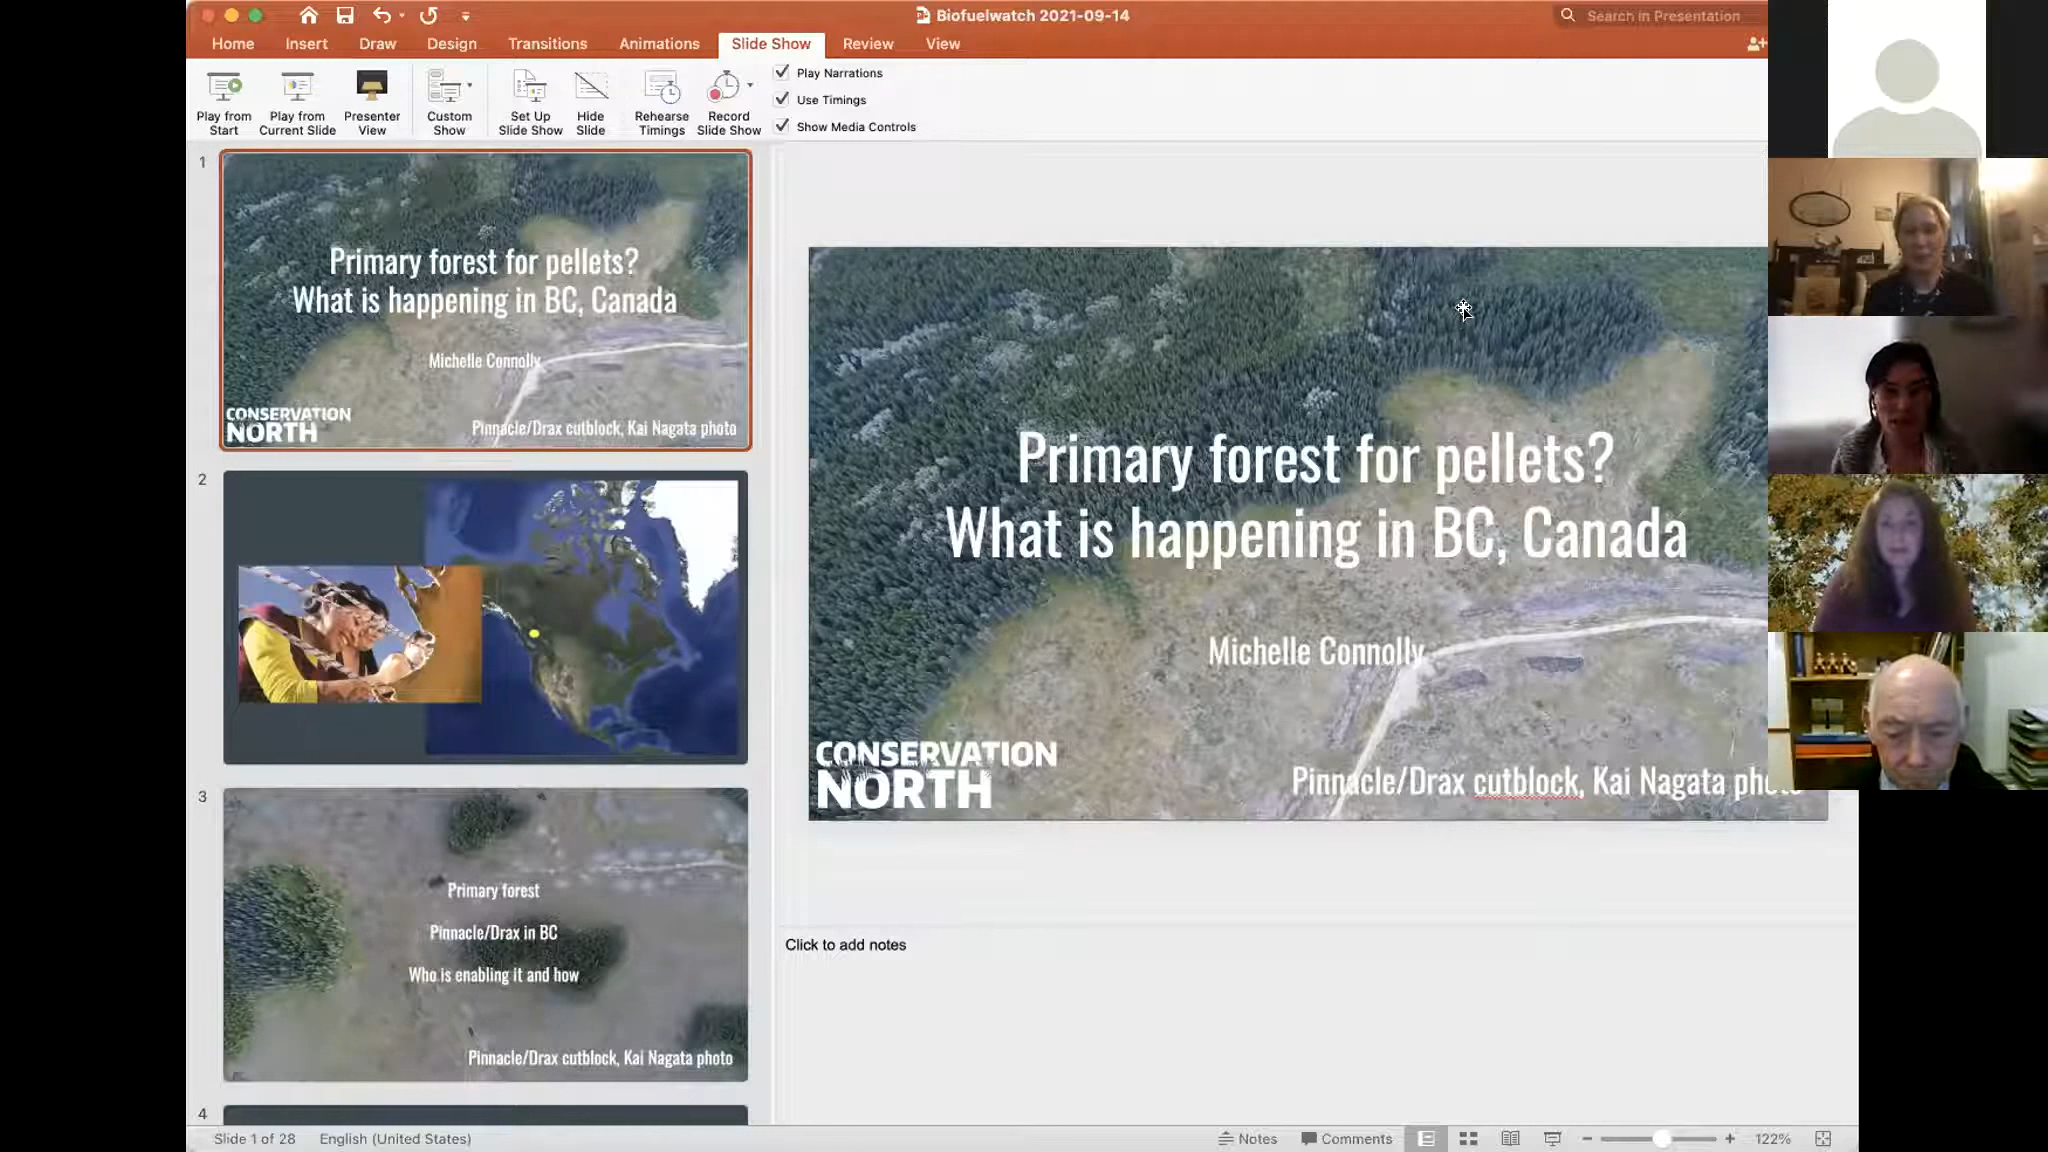 Biofuelwatch 2021-09-14
Search in Presentation
Home Insert Draw Design Transitions Animations Slide Show Review View
Play from Start
Play from Current Slide
Presenter View
Custom Show
Set Up Slide Show
Hide Slide
Rehearse Timings
Record Slide Show
Play Narrations
Use Timings
Show Media Controls
1
Primary forest for pellets?
What is happening in BC, Canada
Michelle Connolly
CONSERVATION
NORTH
Pinnacle/Drax cutblock, Kai Nagata photo
2
3
Primary forest
Pinnacle/Drax in BC
Who is enabling it and how
Pinnacle/Drax cutblock, Kai Nagata photo
4
Primary forest for pellets?
What is happening in BC, Canada
Michelle Connolly
CONSERVATION
NORTH
Pinnacle/Drax cutblock, Kai Nagata photo
Click to add notes
Slide 1 of 28 English (United States) Notes Comments 122%